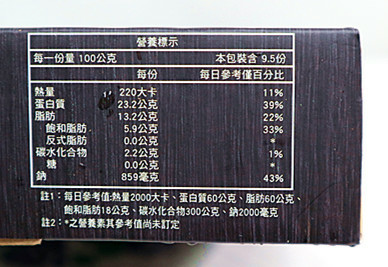 營養標示
每一份量 100公克 本包裝含 9.5份
每份 每日參考值百分比
熱量 220大卡 11%
蛋白質 23.2公克 39%
脂肪 13.2公克 22%
飽和脂肪 5.9公克 33%
反式脂肪 0.0公克 *
碳水化合物 2.2公克 1%
糖 0.0公克 *
鈉 859毫克 43%
註1：每日參考值:熱量2000大卡、蛋白質60公克、脂肪60公克、
飽和脂肪18公克、碳水化合物300公克、鈉2000毫克
註2：*之營養素其參考值尚未訂定